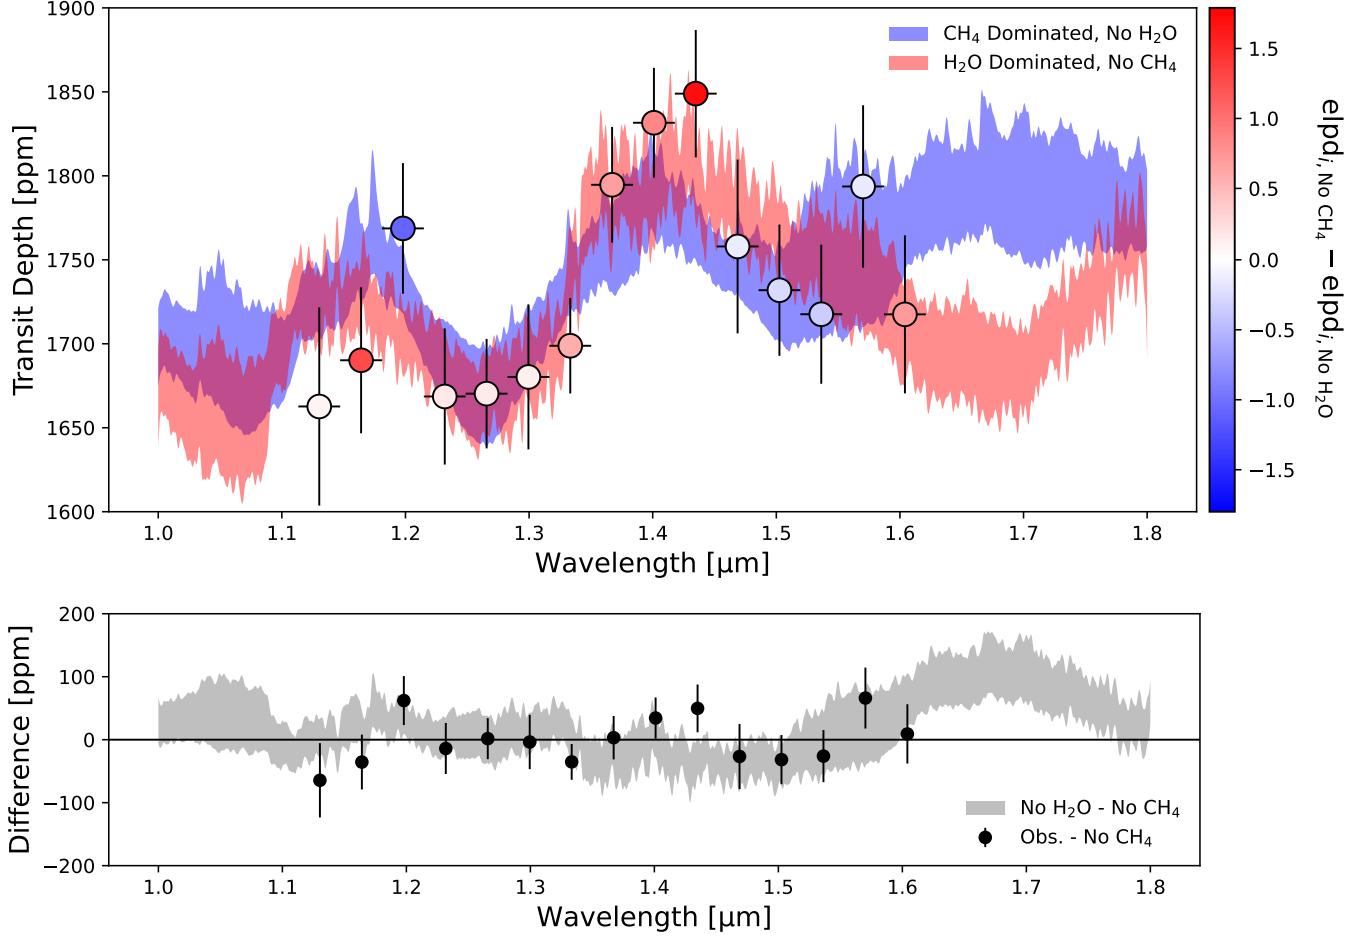 1900
1850
1800
1750
1700
1650
1600
Transit Depth [ppm]
CH₄ Dominated, No H₂O
H₂O Dominated, No CH₄
1.0 1.1 1.2 1.3 1.4 1.5 1.6 1.7 1.8
Wavelength [μm]
1.5
1.0
0.5
0.0
−0.5
−1.0
−1.5
elpd i, No CH₄ − elpd i, No H₂O
200
100
0
−100
−200
Difference [ppm]
No H₂O - No CH₄
Obs. - No CH₄
1.0 1.1 1.2 1.3 1.4 1.5 1.6 1.7 1.8
Wavelength [μm]